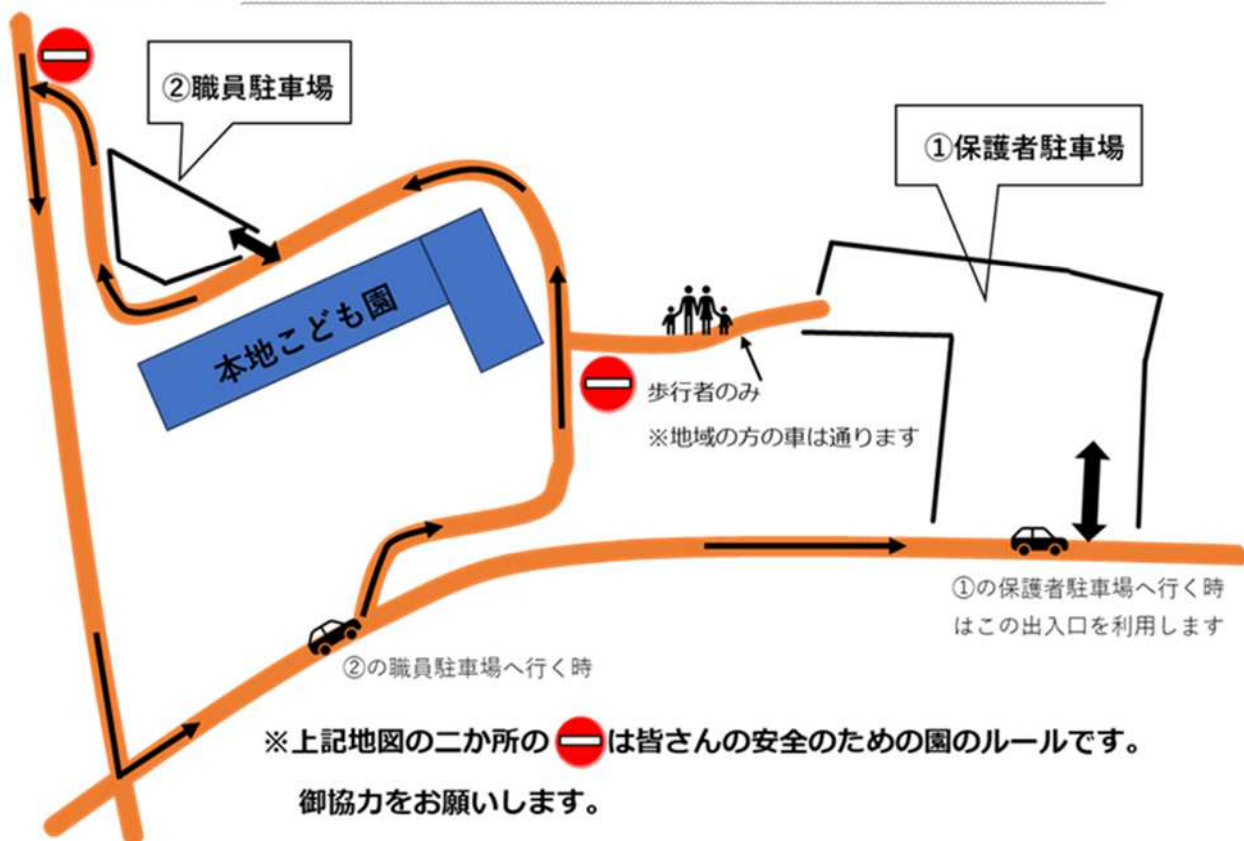 ②職員駐車場
①保護者駐車場
本地こども園
歩行者のみ
※地域の方の車は通ります
①の保護者駐車場へ行く時
はこの出入口を利用します
②の職員駐車場へ行く時
※上記地図の二か所の⛔は皆さんの安全のための園のルールです。
御協力をお願いします。